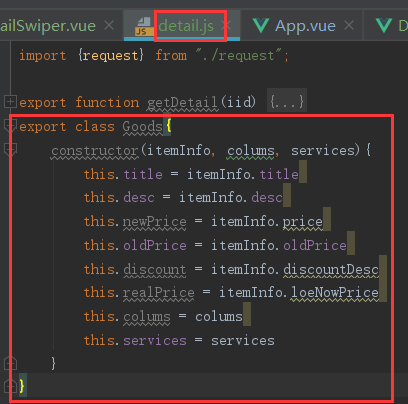 ailSwiper.vue detail.js App.vue D
import {request} from "./request";
export function getDetail(iid) {...}
export class Goods{
constructor(itemInfo, colums, services){
this.title = itemInfo.title
this.desc = itemInfo.desc
this.newPrice = itemInfo.price
this.oldPrice = itemInfo.oldPrice
this.discount = itemInfo.discountDesc
this.realPrice = itemInfo.loeNowPrice
this.colums = colums
this.services = services
}
}